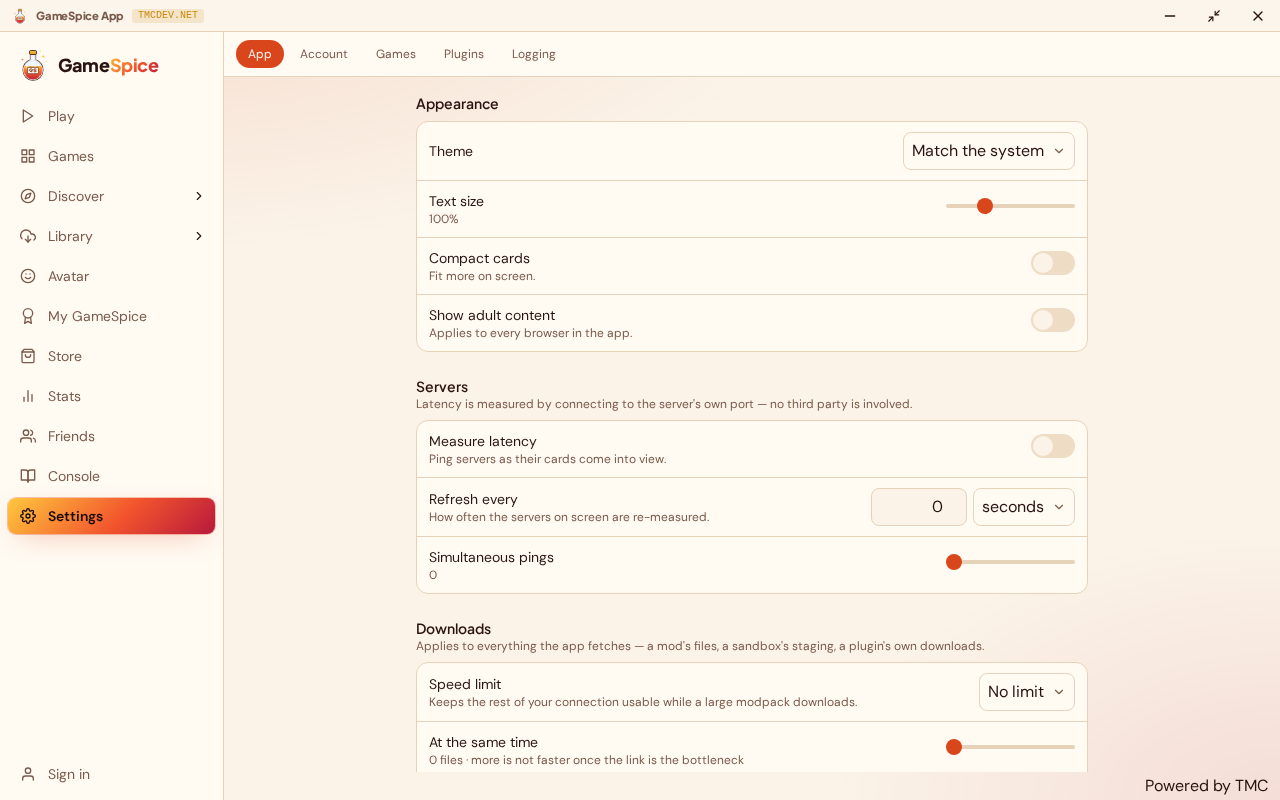 GameSpice App TMCDEV.NET
GameSpice
Play
Games
Discover
Library
Avatar
My GameSpice
Store
Stats
Friends
Console
Settings
Sign in
App Account Games Plugins Logging
Appearance
Theme Match the system
Text size
100%
Compact cards
Fit more on screen.
Show adult content
Applies to every browser in the app.
Servers
Latency is measured by connecting to the server's own port — no third party is involved.
Measure latency
Ping servers as their cards come into view.
Refresh every 0 seconds
How often the servers on screen are re-measured.
Simultaneous pings
0
Downloads
Applies to everything the app fetches — a mod's files, a sandbox's staging, a plugin's own downloads.
Speed limit No limit
Keeps the rest of your connection usable while a large modpack downloads.
At the same time
0 files · more is not faster once the link is the bottleneck
Powered by TMC